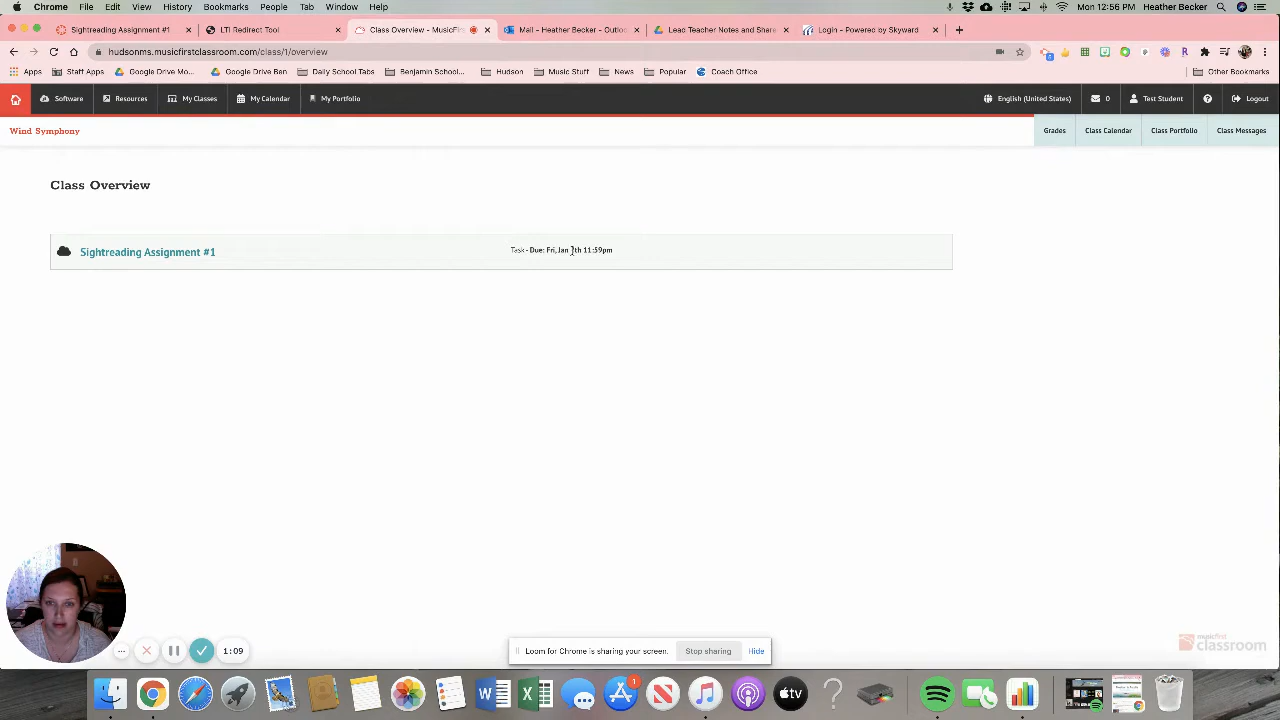 Chrome File Edit View History Bookmarks People Tab Window Help Mon 12:56 PM Heather Becker
Sightreading Assignment #1 LTI Redirect Tool Class Overview - MusicFirs Mail - Heather Becker - Outloo Lead Teacher Notes and Share Login - Powered by Skyward
hudsonms.musicfirstclassroom.com/class/1/overview
Apps Staff Apps Google Drive Mo... Google Drive Ben Daily School Tabs Benjamin School... Hudson Music Stuff News Popular Coach Office Other Bookmarks
Software Resources My Classes My Calendar My Portfolio English (United States) 0 Test Student Logout
Wind Symphony Grades Class Calendar Class Portfolio Class Messages
Class Overview
Sightreading Assignment #1 Task - Due: Fri, Jan 11:59pm
1:09 Loom for Chrome is sharing your screen. Stop sharing Hide
musicfirst
classroom
1